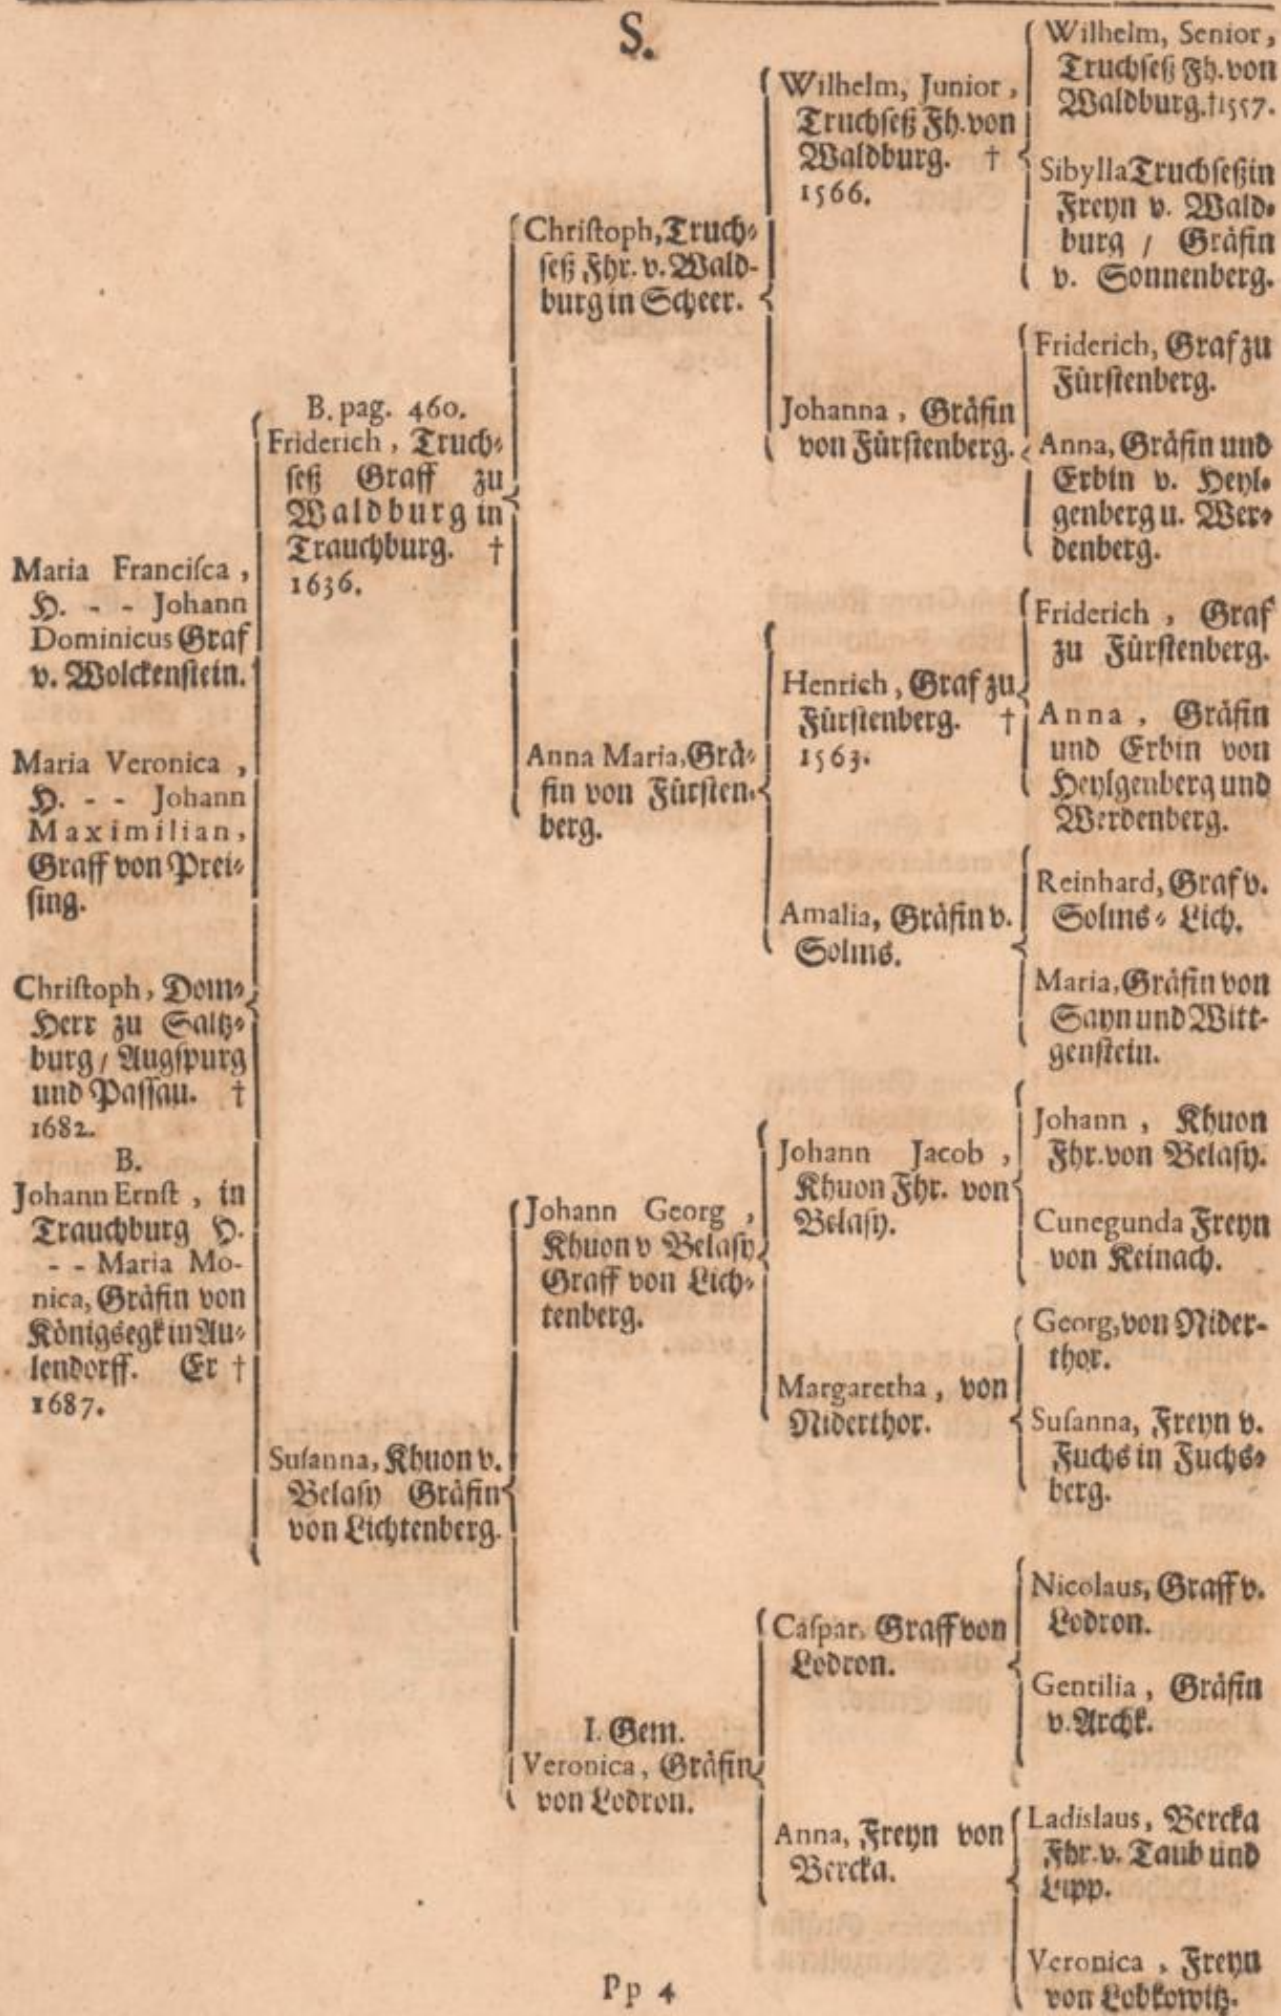 S.
Maria Franciſca,
H. - - Johann
Dominicus Graf
v. Wolckenſtein.
Maria Veronica,
H. - - Johann
Maximilian,
Graff von Prei⸗
ſing.
Chriſtoph, Dom⸗
Herr zu Saltz⸗
burg / Augſpurg
und Paſſau. †
1682.
B.
Johann Ernſt, in
Trauchburg H.
- - Maria Mo-
nica, Gräfin von
Königsegk in Au⸗
lendorff. Er †
1687.
B. pag. 460.
Friderich, Truch⸗
ſeß Graff zu
Waldburg in
Trauchburg. †
1636.
Suſanna, Khuon v.
Belaſy Gräfin
von Lichtenberg.
Chriſtoph, Truch⸗
ſeß Fhr. v. Wald-
burg in Scheer.
Anna Maria, Grä⸗
fin von Fürſten⸗
berg.
Johann Georg,
Khuon v Belaſy
Graff von Lich⸗
tenberg.
I. Gem.
Veronica, Gräfin
von Lodron.
Wilhelm, Junior,
Truchſeß Fh. von
Waldburg. †
1566.
Johanna, Gräfin
von Fürſtenberg.
Henrich, Graf zu
Fürſtenberg. †
1563.
Amalia, Gräfin v.
Solms.
Johann Jacob,
Khuon Fhr. von
Belaſy.
Margaretha, von
Niderthor.
Caſpar, Graff von
Lodron.
Anna, Freyn von
Bercka.
Wilhelm, Senior,
Truchſeß Fh. von
Waldburg. †1557.
Sibylla Truchſeßin
Freyn v. Wald⸗
burg / Gräfin
v. Sonnenberg.
Friderich, Graf zu
Fürſtenberg.
Anna, Gräfin und
Erbin v. Heyl⸗
genberg u. Wer⸗
denberg.
Friderich, Graf
zu Fürſtenberg.
Anna, Gräfin
und Erbin von
Heylgenberg und
Werdenberg.
Reinhard, Graf v.
Solms⸗Lich.
Maria, Gräfin von
Sayn und Witt-
genſtein.
Johann, Khuon
Fhr. von Belaſy.
Cunegunda Freyn
von Reinach.
Georg, von Nider-
thor.
Suſanna, Freyn v.
Fuchs in Fuchs⸗
berg.
Nicolaus, Graff v.
Lodron.
Gentilia, Gräfin
v. Archk.
Ladislaus, Bercka
Fhr. v. Taub und
Lipp.
Veronica, Freyn
von Lobkowitz.
Pp 4